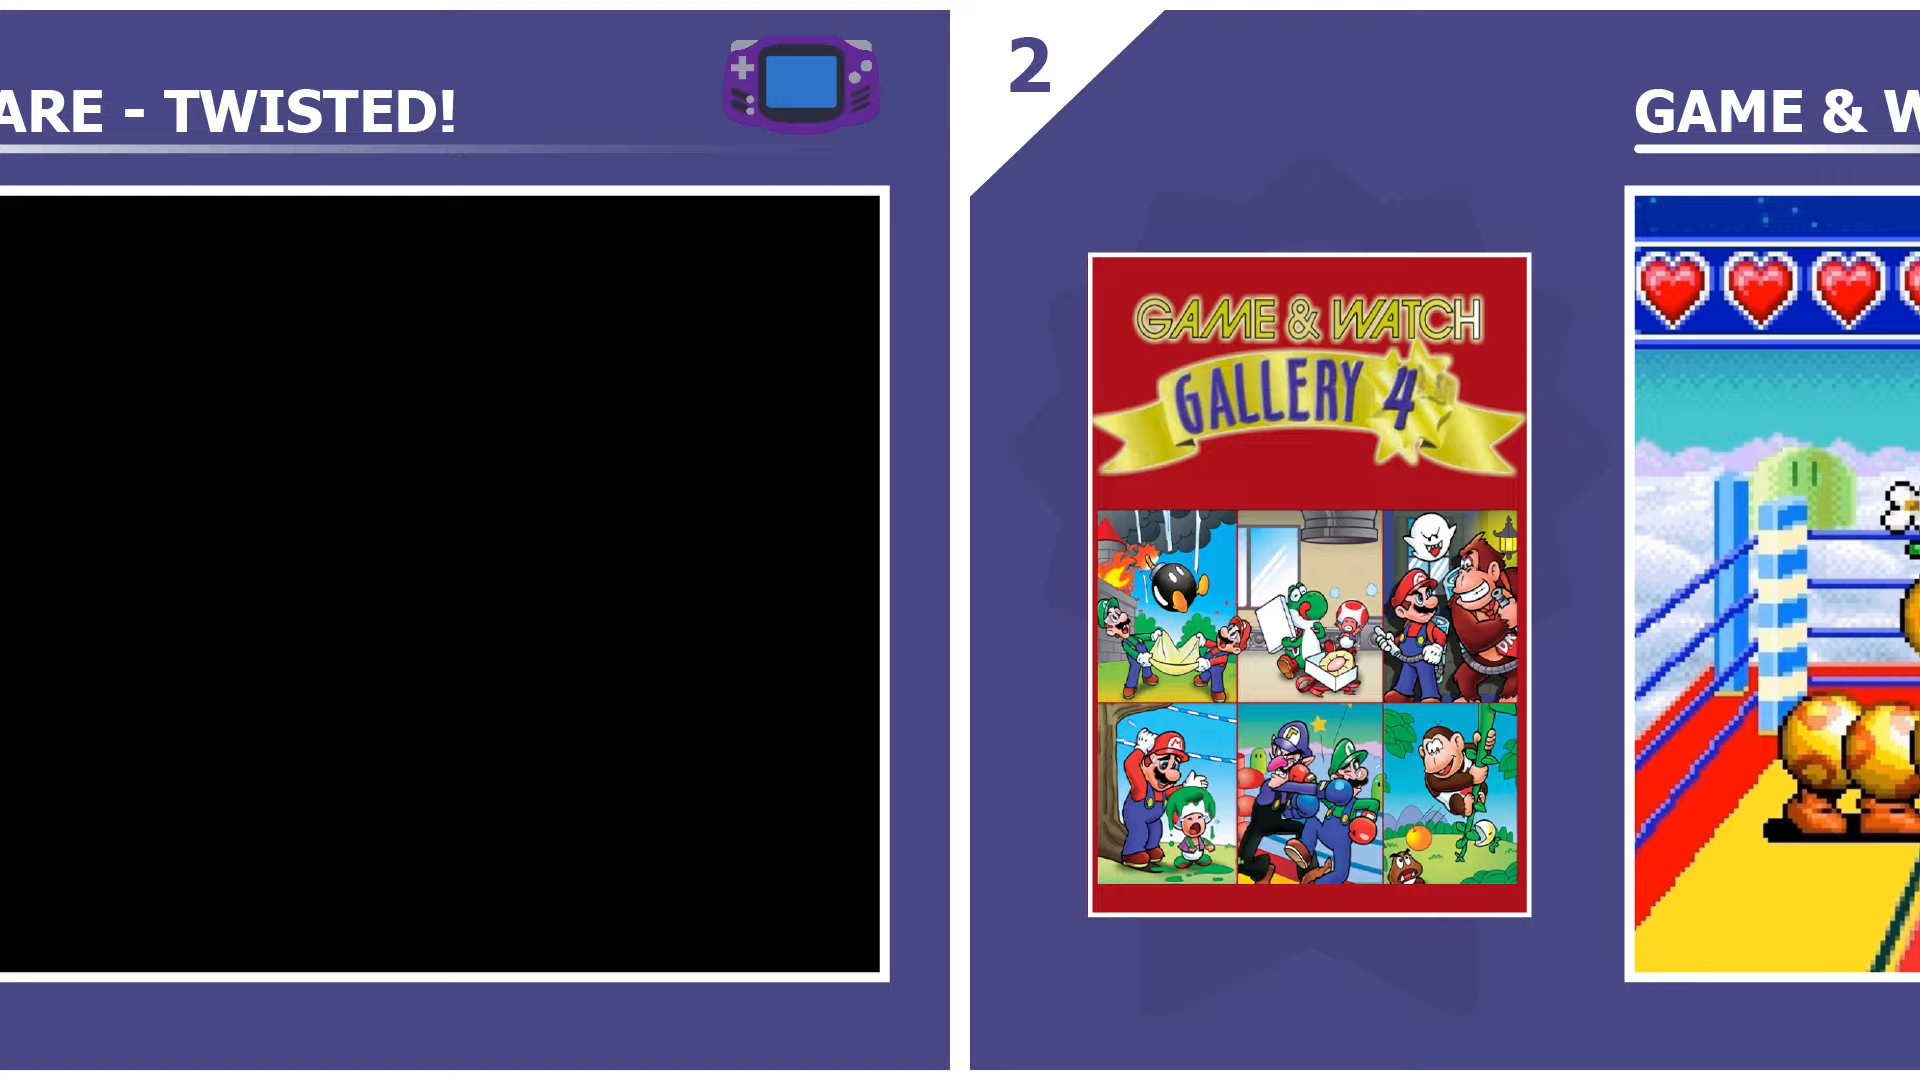 ARE - TWISTED!
2
GAME & W
GAME & WATCH
GALLERY 4